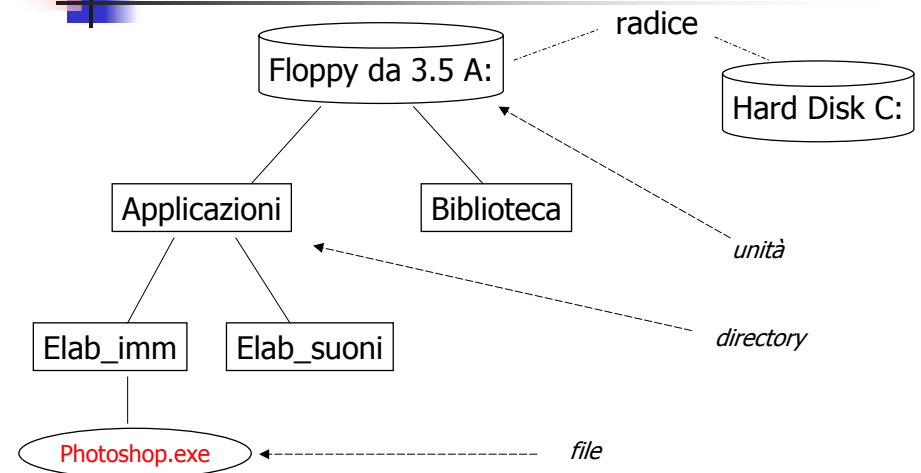 radice
Floppy da 3.5 A:
Hard Disk C:
Applicazioni
Biblioteca
unità
directory
Elab_imm
Elab_suoni
Photoshop.exe
file